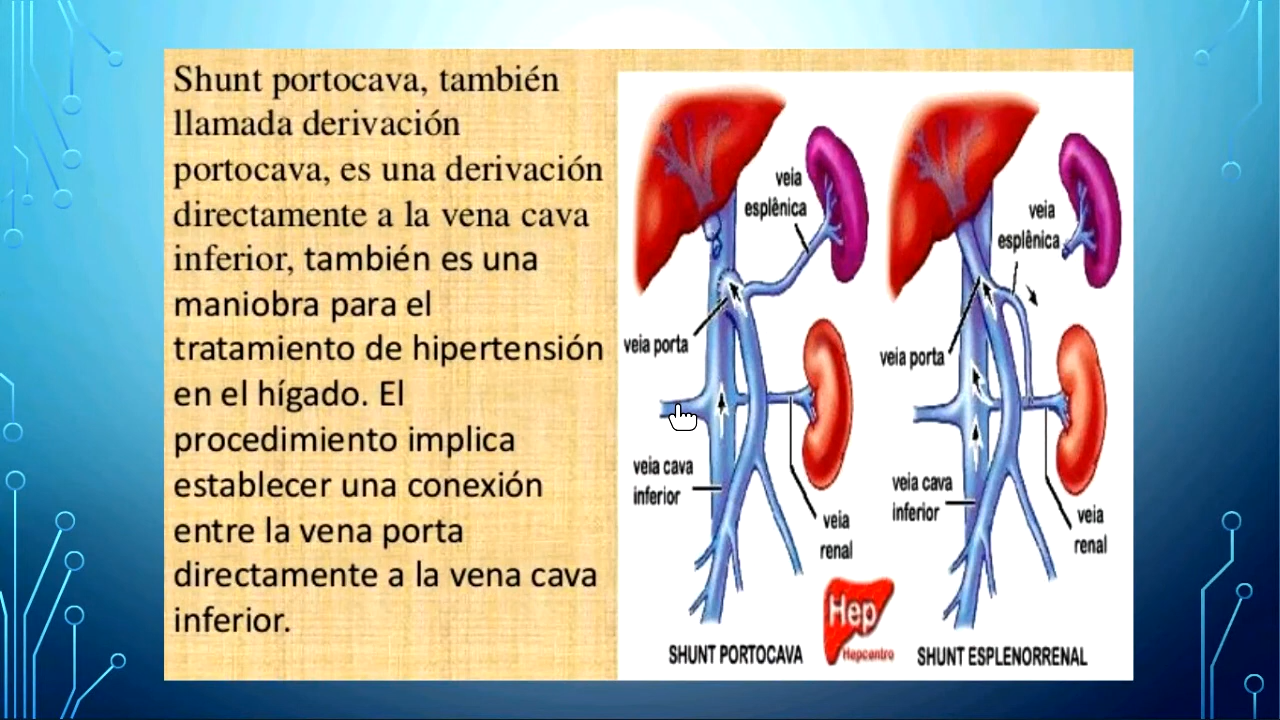 Shunt portocava, también
llamada derivación
portocava, es una derivación
directamente a la vena cava
inferior, también es una
maniobra para el
tratamiento de hipertensión
en el hígado. El
procedimiento implica
establecer una conexión
entre la vena porta
directamente a la vena cava
inferior.
veia
esplênica
veia porta
veia cava
inferior
veia
renal
SHUNT PORTOCAVA
Hep
Hepcentro
veia
esplênica
veia porta
veia cava
inferior
veia
renal
SHUNT ESPLENORRENAL